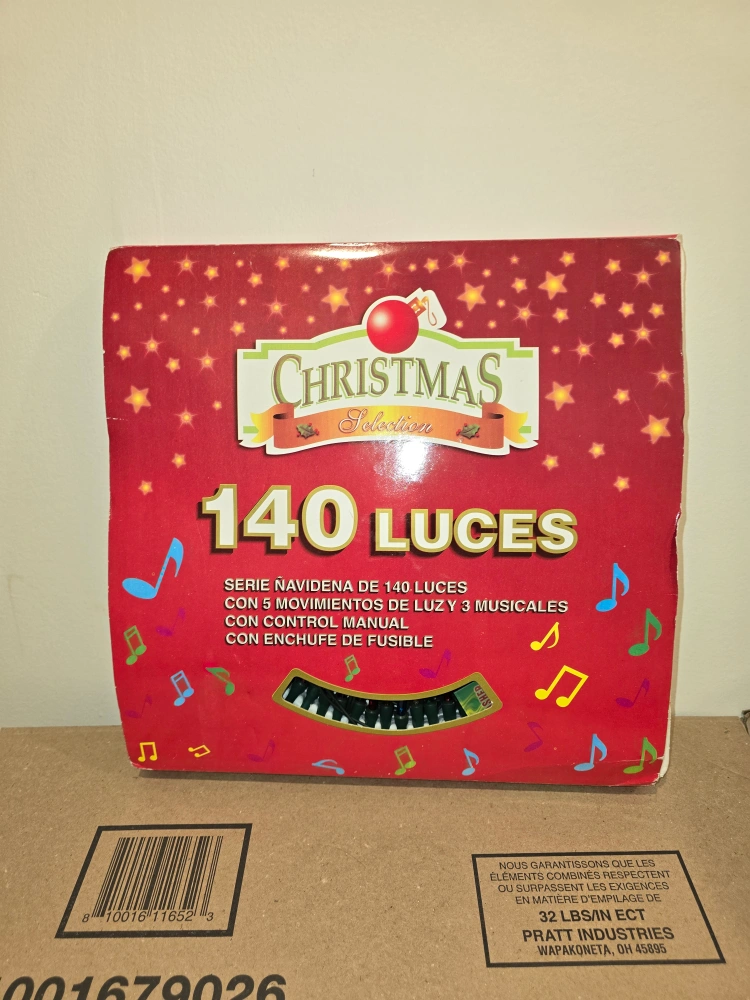 CHRISTMAS
Selection
140 LUCES
SERIE ÑAVIDENA DE 140 LUCES
CON 5 MOVIMIENTOS DE LUZ Y 3 MUSICALES
CON CONTROL MANUAL
CON ENCHUFE DE FUSIBLE
SHED
8 10016 11652 3
NOUS GARANTISSONS QUE LES
ÉLÉMENTS COMBINÉS RESPECTENT
OU SURPASSENT LES EXIGENCES
EN MATIÈRE D'EMPILAGE DE
32 LBS/IN ECT
PRATT INDUSTRIES
WAPAKONETA, OH 45895
001679026